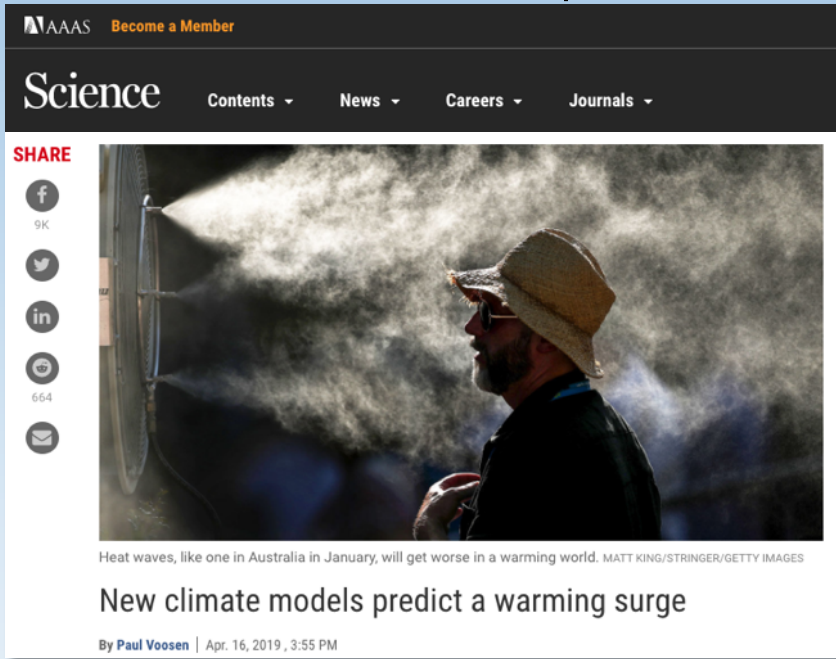 AAAS Become a Member
Science Contents News Careers Journals
SHARE
9K
664
Heat waves, like one in Australia in January, will get worse in a warming world. MATT KING/STRINGER/GETTY IMAGES
New climate models predict a warming surge
By Paul Voosen | Apr. 16, 2019 , 3:55 PM